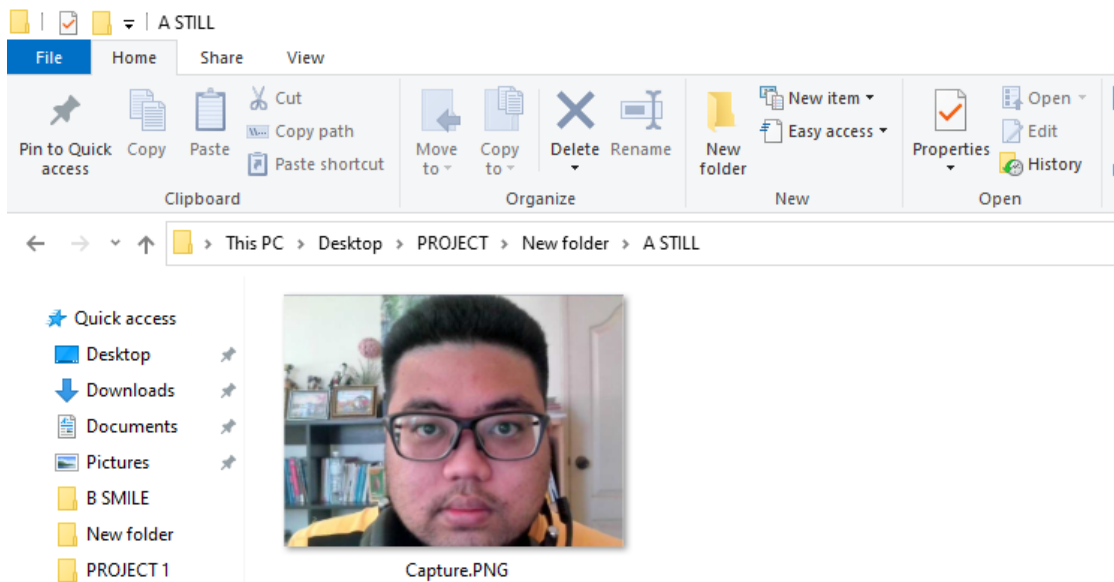 A STILL
File Home Share View
Pin to Quick access
Copy
Paste
Cut
W... Copy path
Paste shortcut
Clipboard
Move to
Copy to
Delete
Rename
Organize
New folder
New item
Easy access
New
Properties
Open
Edit
History
Open
This PC > Desktop > PROJECT > New folder > A STILL
Quick access
Desktop
Downloads
Documents
Pictures
B SMILE
New folder
PROJECT 1
Capture.PNG